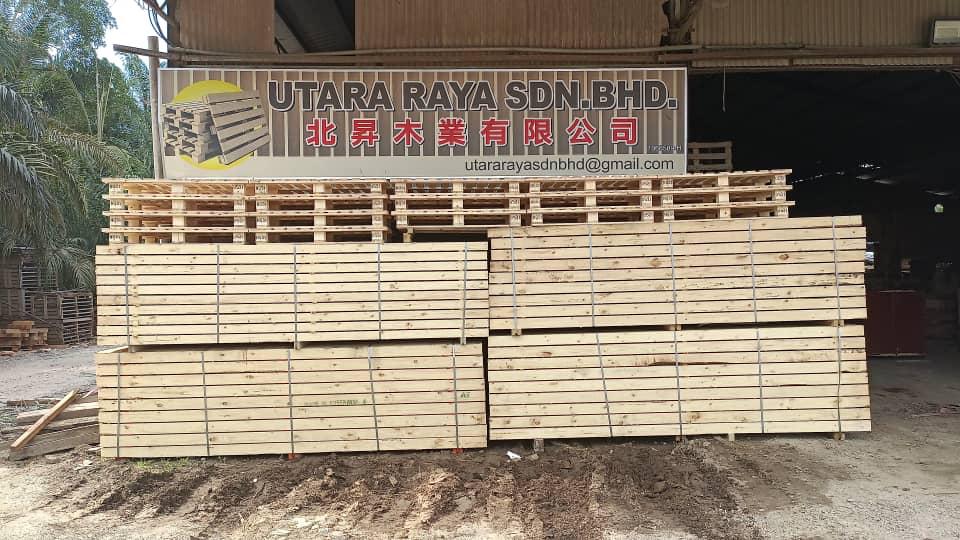 UTARA RAYA SDN.BHD.
北昇木業有限公司
utararayasdnbhd@gmail.com